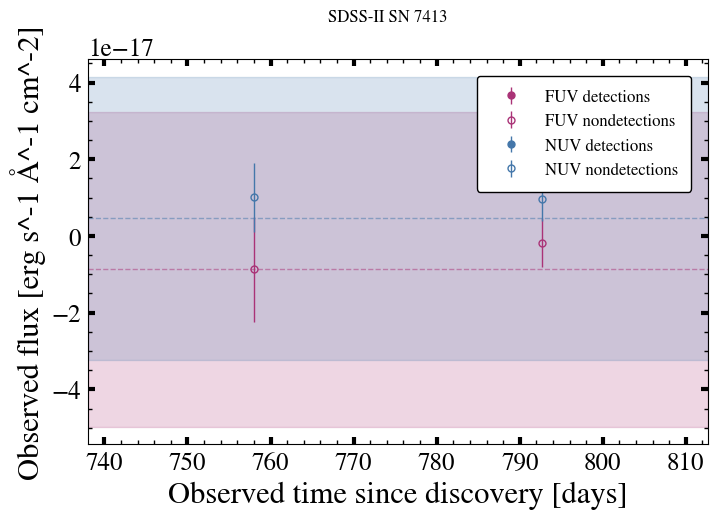 SDSS-II SN 7413
1e−17
FUV detections
FUV nondetections
NUV detections
NUV nondetections
4
2
0
−2
−4
Observed flux [erg s^-1 Å^-1 cm^-2]
740 750 760 770 780 790 800 810
Observed time since discovery [days]